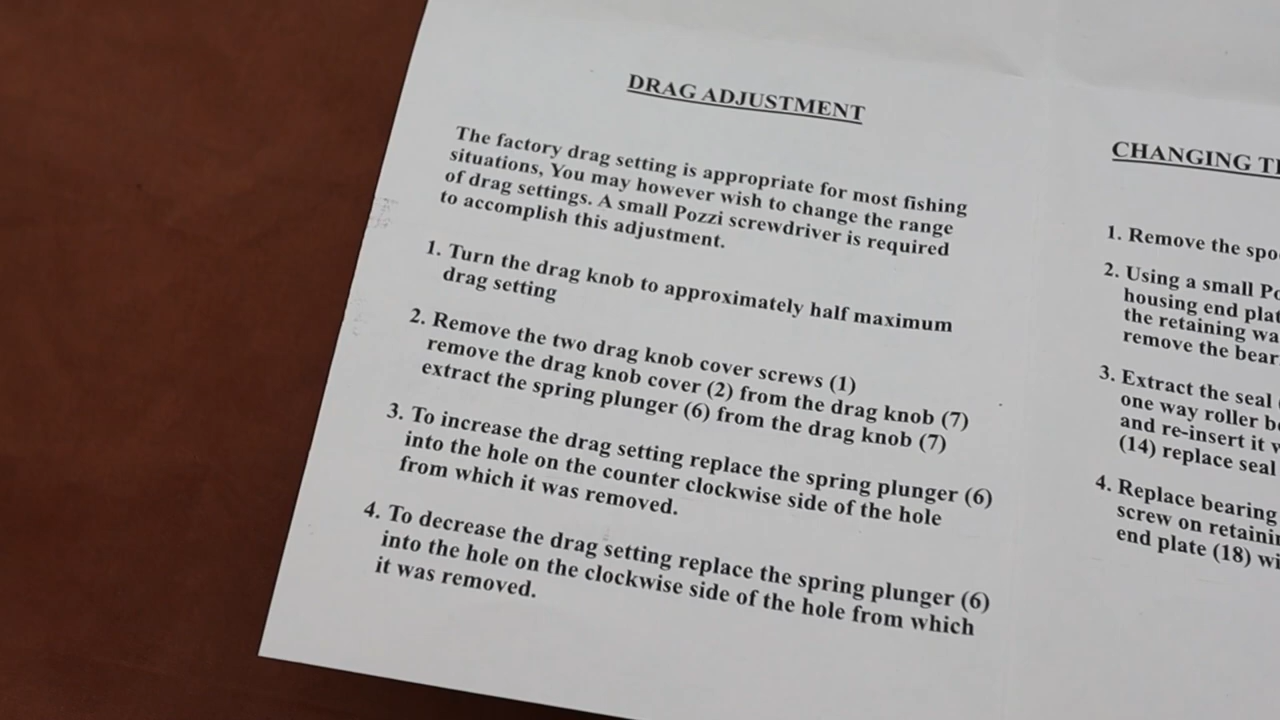 DRAG ADJUSTMENT
The factory drag setting is appropriate for most fishing
situations, You may however wish to change the range
of drag settings. A small Pozzi screwdriver is required
to accomplish this adjustment.
1. Turn the drag knob to approximately half maximum
drag setting
2. Remove the two drag knob cover screws (1)
remove the drag knob cover (2) from the drag knob (7)
extract the spring plunger (6) from the drag knob (7)
3. To increase the drag setting replace the spring plunger (6)
into the hole on the counter clockwise side of the hole
from which it was removed.
4. To decrease the drag setting replace the spring plunger (6)
into the hole on the clockwise side of the hole from which
it was removed.
CHANGING
1. Remove the spo
2. Using a small
housing end plat
the retaining wa
remove the bear
3. Extract the seal
one way roller
and re-insert it
(14) replace seal
4. Replace bearing
screw on retaini
end plate (18) wi